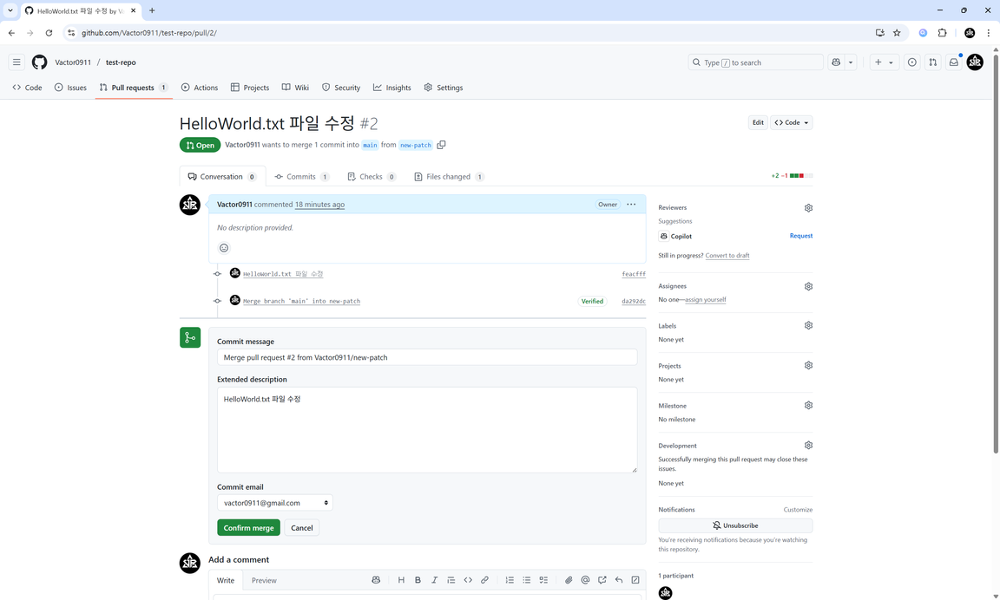 HelloWorld.txt 파일 수정 by V
github.com/Vactor0911/test-repo/pull/2/
Vactor0911 / test-repo
Type / to search
Code
Issues
Pull requests 1
Actions
Projects
Wiki
Security
Insights
Settings
HelloWorld.txt 파일 수정 #2
Edit
<> Code
Open
Vactor0911 wants to merge 1 commit into main from new-patch
Conversation 0
Commits 1
Checks 0
Files changed 1
+2 −1
Vactor0911 commented 18 minutes ago
Owner
No description provided.
HelloWorld.txt 파일 수정
feacfff
Merge branch 'main' into new-patch
Verified
da292dc
Commit message
Merge pull request #2 from Vactor0911/new-patch
Extended description
HelloWorld.txt 파일 수정
Commit email
vactor0911@gmail.com
Confirm merge
Cancel
Add a comment
Write
Preview
Reviewers
Suggestions
Copilot
Request
Still in progress? Convert to draft
Assignees
No one—assign yourself
Labels
None yet
Projects
None yet
Milestone
No milestone
Development
Successfully merging this pull request may close these
issues.
None yet
Notifications
Customize
Unsubscribe
You're receiving notifications because you're watching
this repository.
1 participant